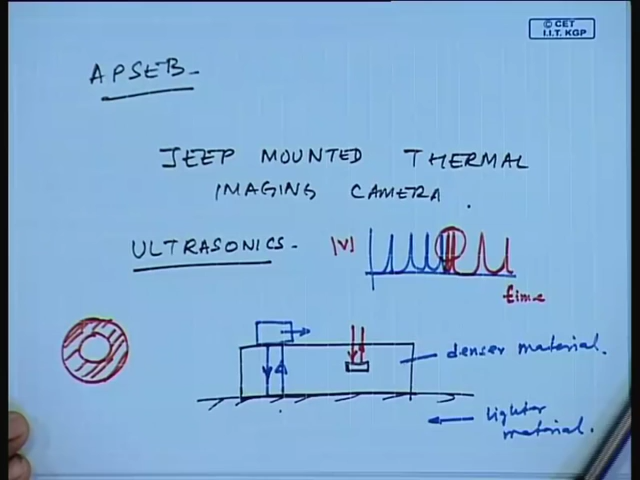 © CET
I.I.T. KGP
APSEB
JEEP MOUNTED THERMAL
IMAGING CAMERA.
ULTRASONICS
|V|
time
denser material.
lighter
material.